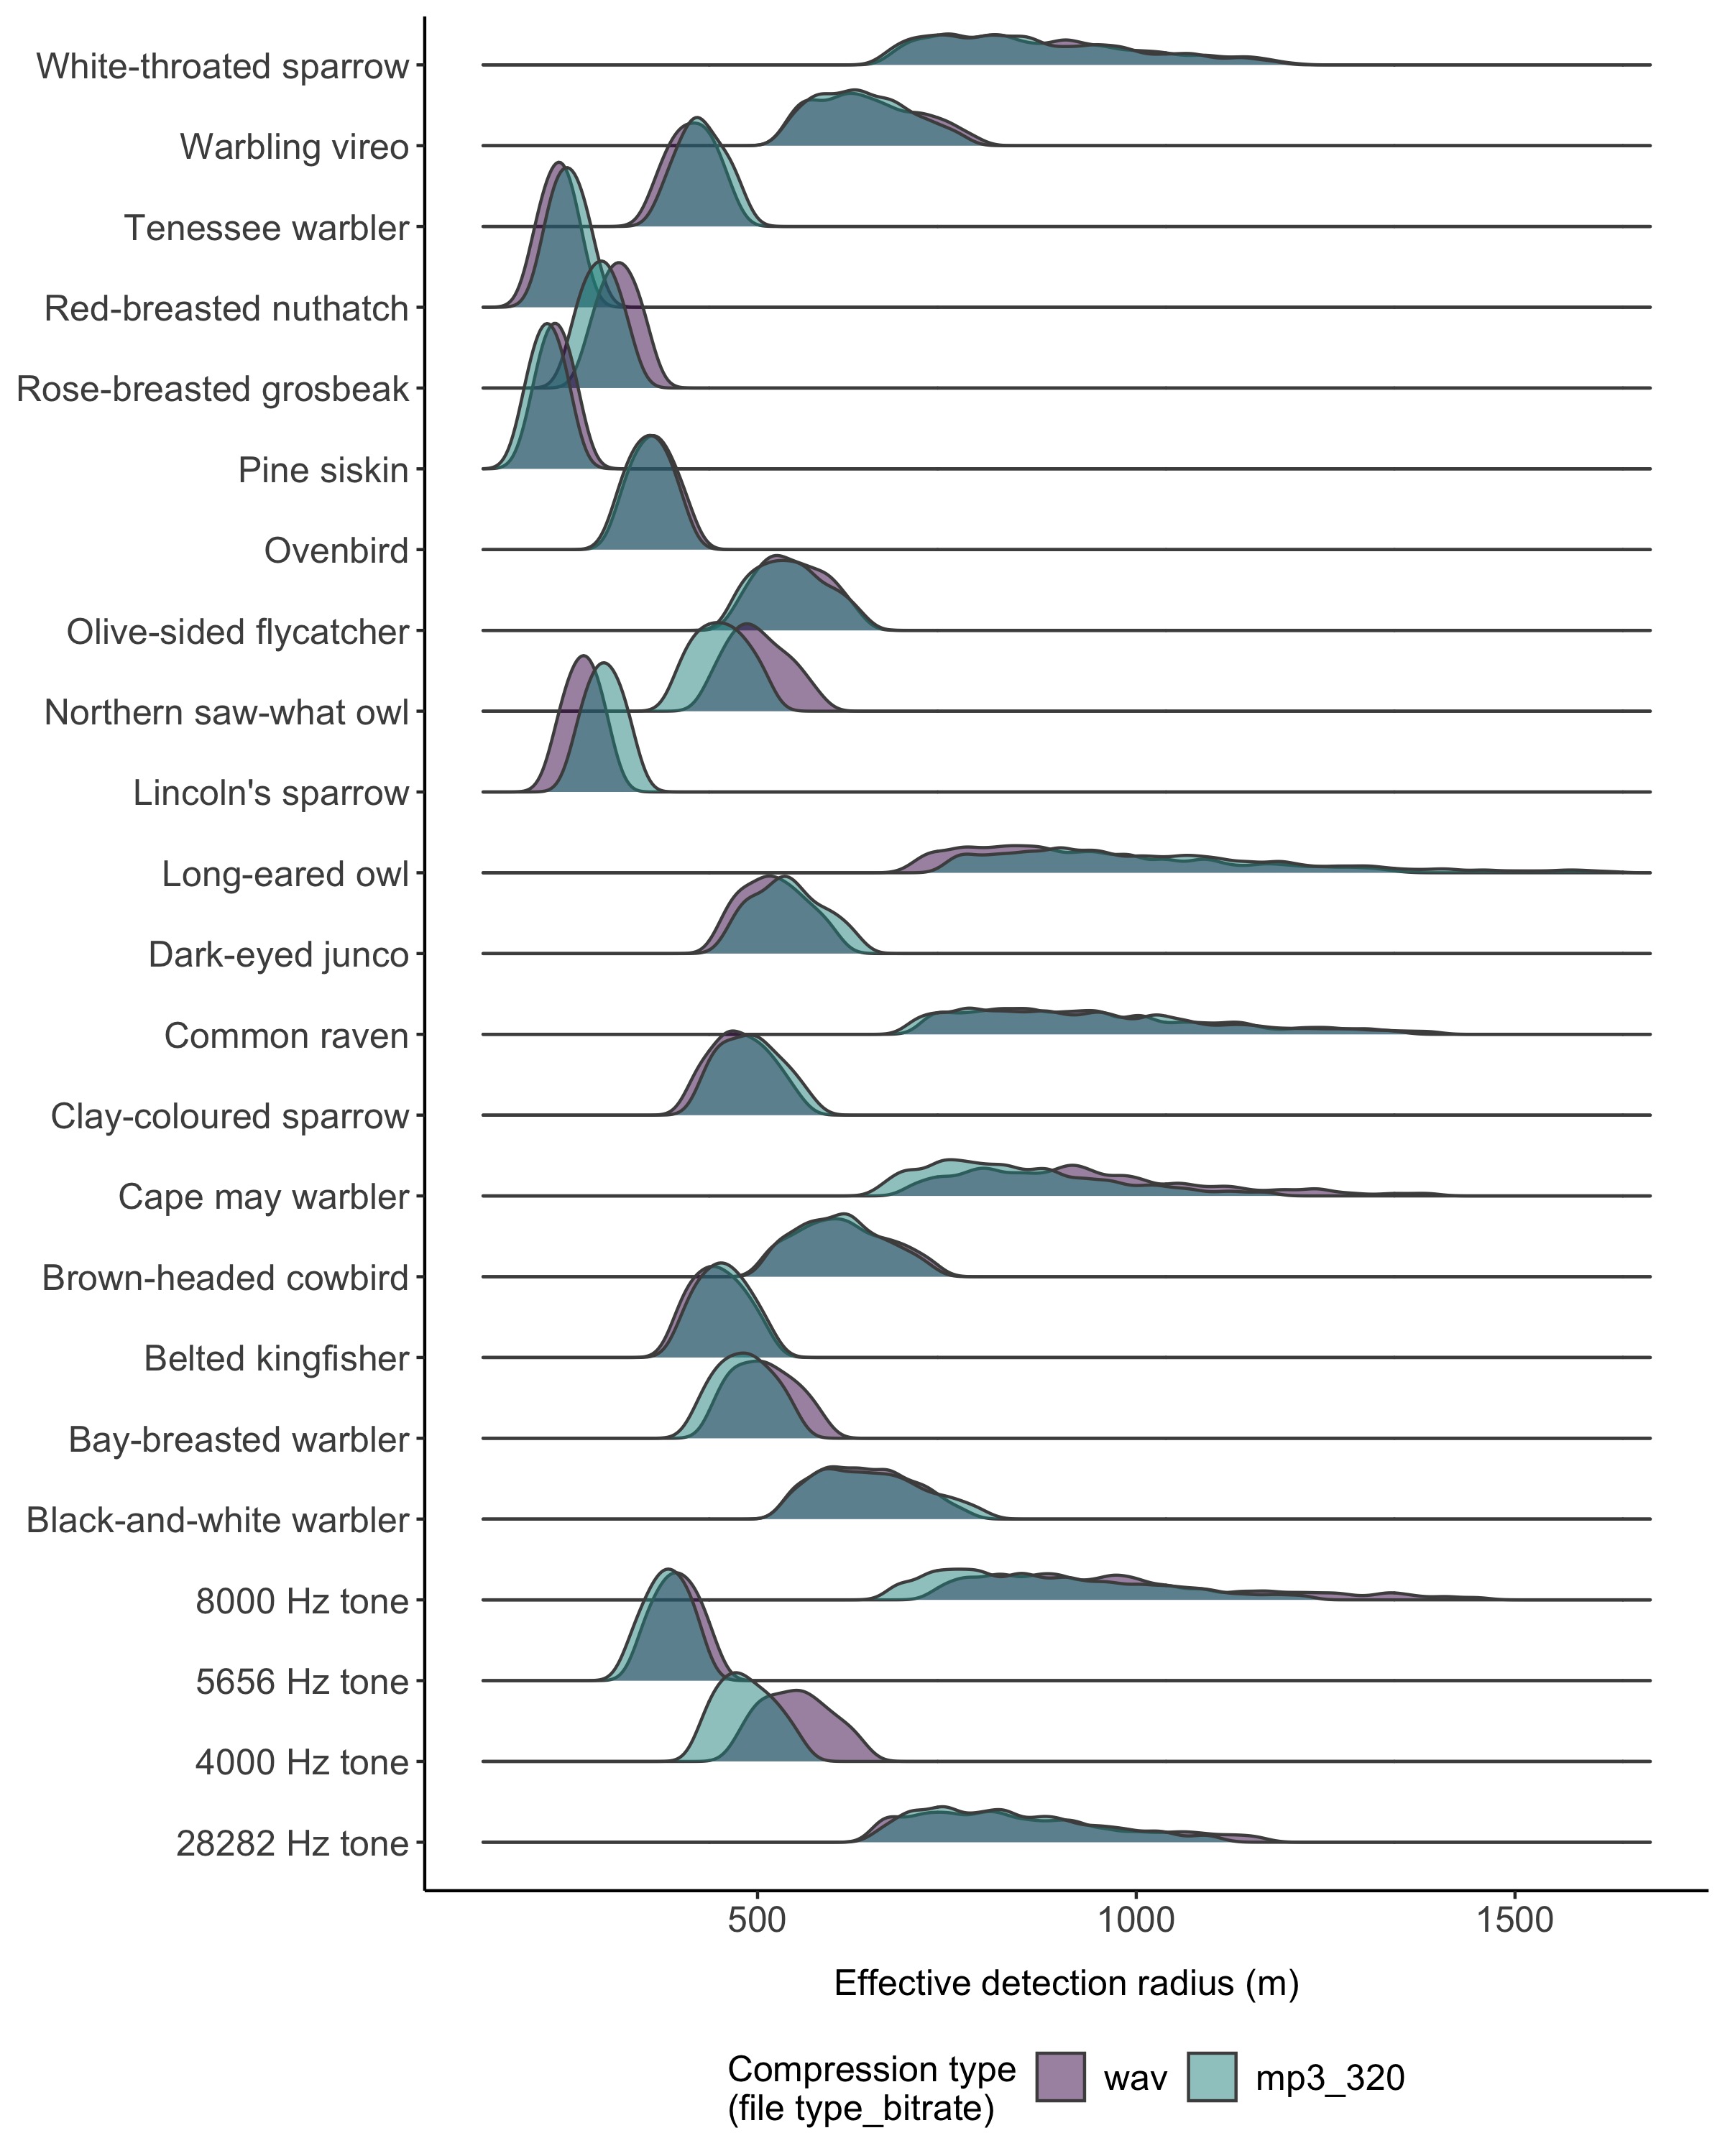 White-throated sparrow
Warbling vireo
Tenessee warbler
Red-breasted nuthatch
Rose-breasted grosbeak
Pine siskin
Ovenbird
Olive-sided flycatcher
Northern saw-what owl
Lincoln's sparrow
Long-eared owl
Dark-eyed junco
Common raven
Clay-coloured sparrow
Cape may warbler
Brown-headed cowbird
Belted kingfisher
Bay-breasted warbler
Black-and-white warbler
8000 Hz tone
5656 Hz tone
4000 Hz tone
28282 Hz tone
500 1000 1500
Effective detection radius (m)
Compression type
(file type_bitrate)
wav mp3_320